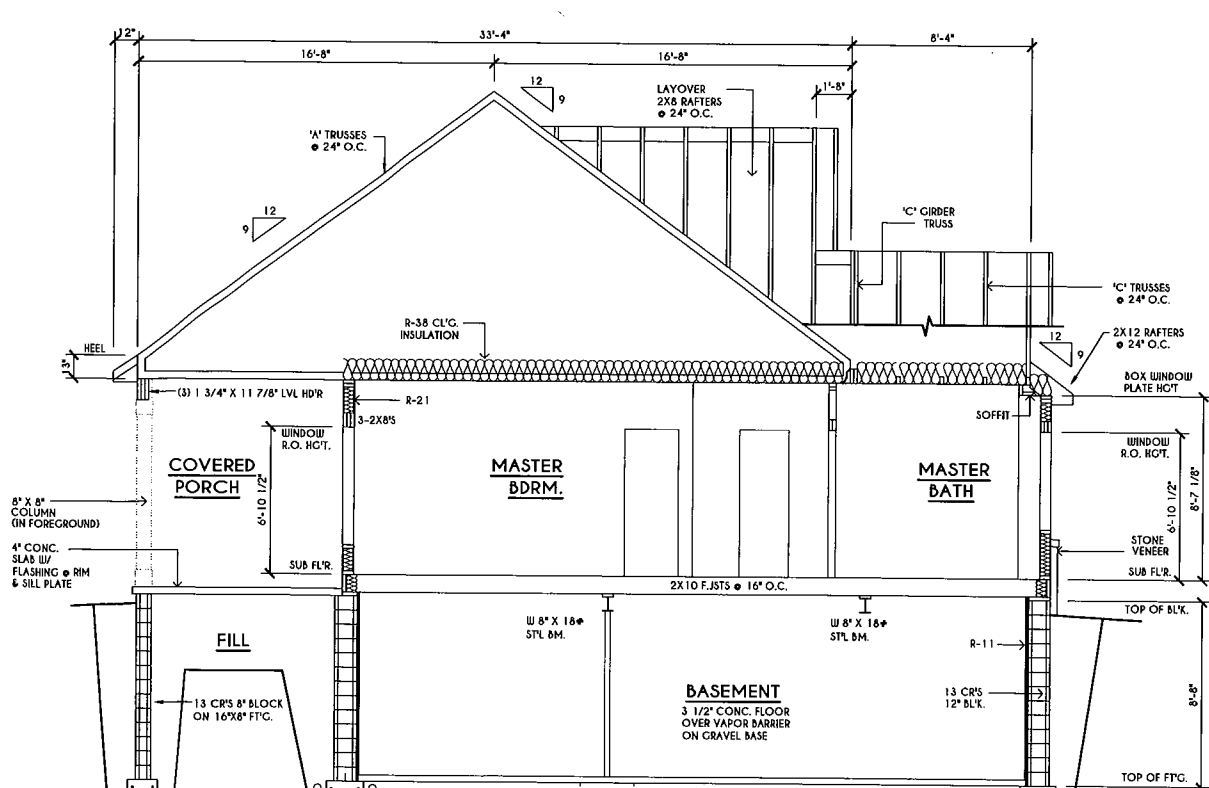 12"
33'-4"
8'-4"
16'-8"
16'-8"
1'-8"
12
9
LAYOVER
2X8 RAFTERS
@ 24" O.C.
'A' TRUSSES
@ 24" O.C.
12
9
'C' GIRDER
TRUSS
'C' TRUSSES
@ 24" O.C.
R-38 CL'G.
INSULATION
12
9
2X12 RAFTERS
@ 24" O.C.
HEEL
13"
BOX WINDOW
PLATE HG'T
(3) 1 3/4" X 11 7/8" LVL HD'R
R-21
SOFFIT
3-2X8'S
WINDOW
R.O. HG'T.
WINDOW
R.O. HG'T.
COVERED
PORCH
MASTER
BDRM.
MASTER
BATH
6'-10 1/2"
6'-10 1/2"
8'-7 1/8"
8" X 8"
COLUMN
(IN FOREGROUND)
4" CONC.
SLAB W/
FLASHING @ RIM
& SILL PLATE
STONE
VENEER
SUB FL'R.
SUB FL'R.
2X10 F.JSTS @ 16" O.C.
TOP OF BL'K.
W 8" X 18#
ST'L BM.
W 8" X 18#
ST'L BM.
FILL
R-11
BASEMENT
3 1/2" CONC. FLOOR
OVER VAPOR BARRIER
ON GRAVEL BASE
13 CR'S 8" BLOCK
ON 16"X8" FT'G.
13 CR'S
12" BL'K.
8'-8"
TOP OF FT'G.